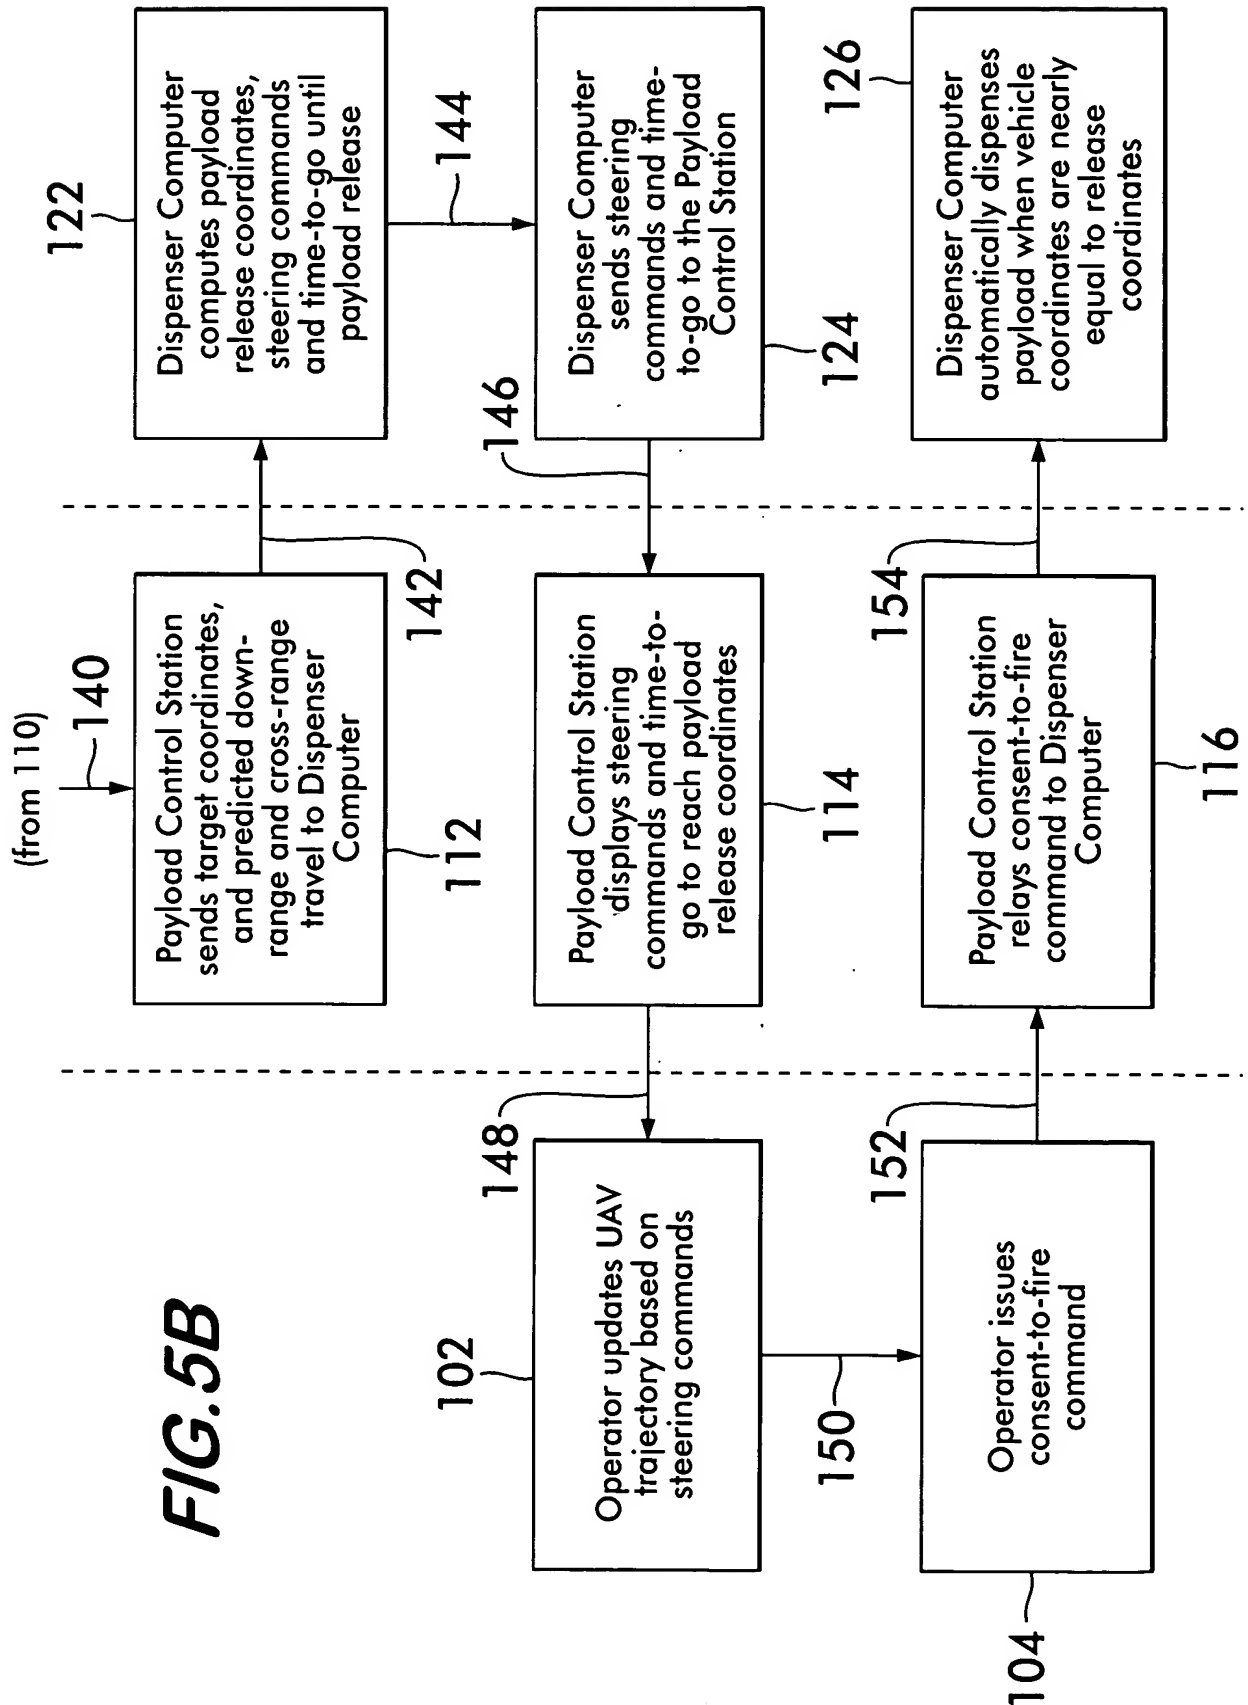 FIG.5B
(from 110)
140
Payload Control Station
sends target coordinates,
and predicted down-
range and cross-range
travel to Dispenser
Computer
112
142
122
Dispenser Computer
computes payload
release coordinates,
steering commands
and time-to-go until
payload release
144
Dispenser Computer
sends steering
commands and time-
to-go to the Payload
Control Station
124
146
Payload Control Station
displays steering
commands and time-to-
go to reach payload
release coordinates
114
148
102
Operator updates UAV
trajectory based on
steering commands
150
Operator issues
consent-to-fire
command
104
152
Payload Control Station
relays consent-to-fire
command to Dispenser
Computer
116
154
Dispenser Computer
automatically dispenses
payload when vehicle
coordinates are nearly
equal to release
coordinates
126